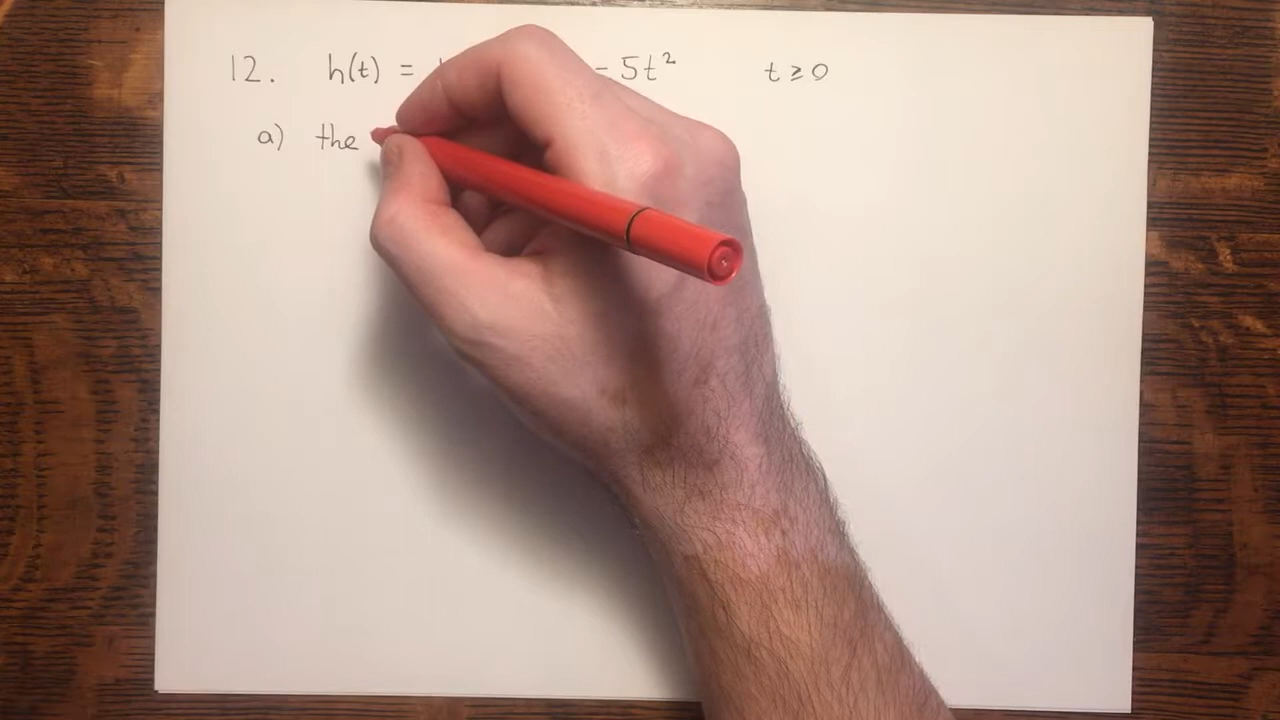 12. h(t) = - 5t² t ≥ 0
a) the